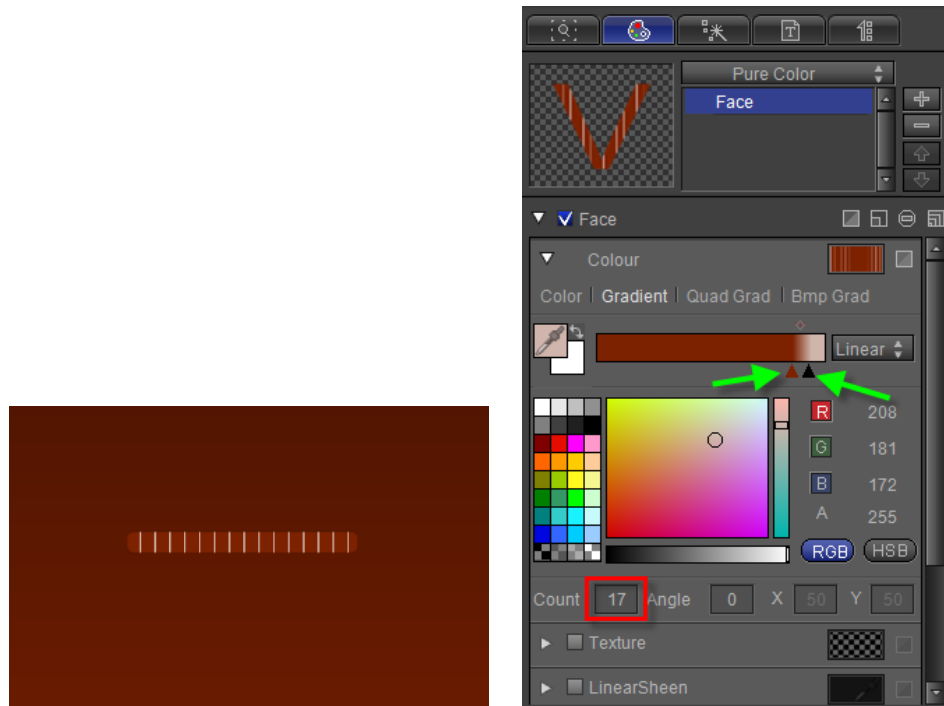 T
Pure Color
Face
Face
Colour
Color Gradient Quad Grad Bmp Grad
Linear
R 208
G 181
B 172
A 255
RGB HSB
Count 17 Angle 0 X 50 Y 50
Texture
LinearSheen